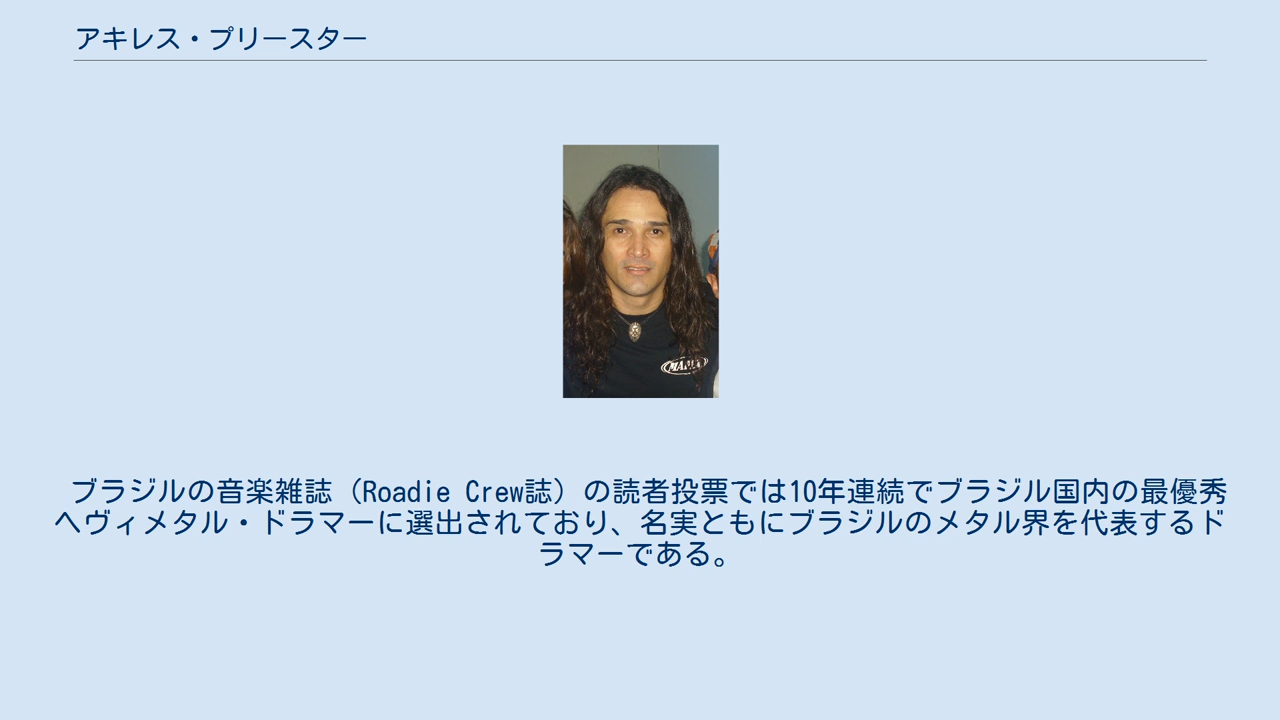 アキレス・プリースター
ブラジルの音楽雑誌（Roadie Crew誌）の読者投票では10年連続でブラジル国内の最優秀
ヘヴィメタル・ドラマーに選出されており、名実ともにブラジルのメタル界を代表するド
ラマーである。